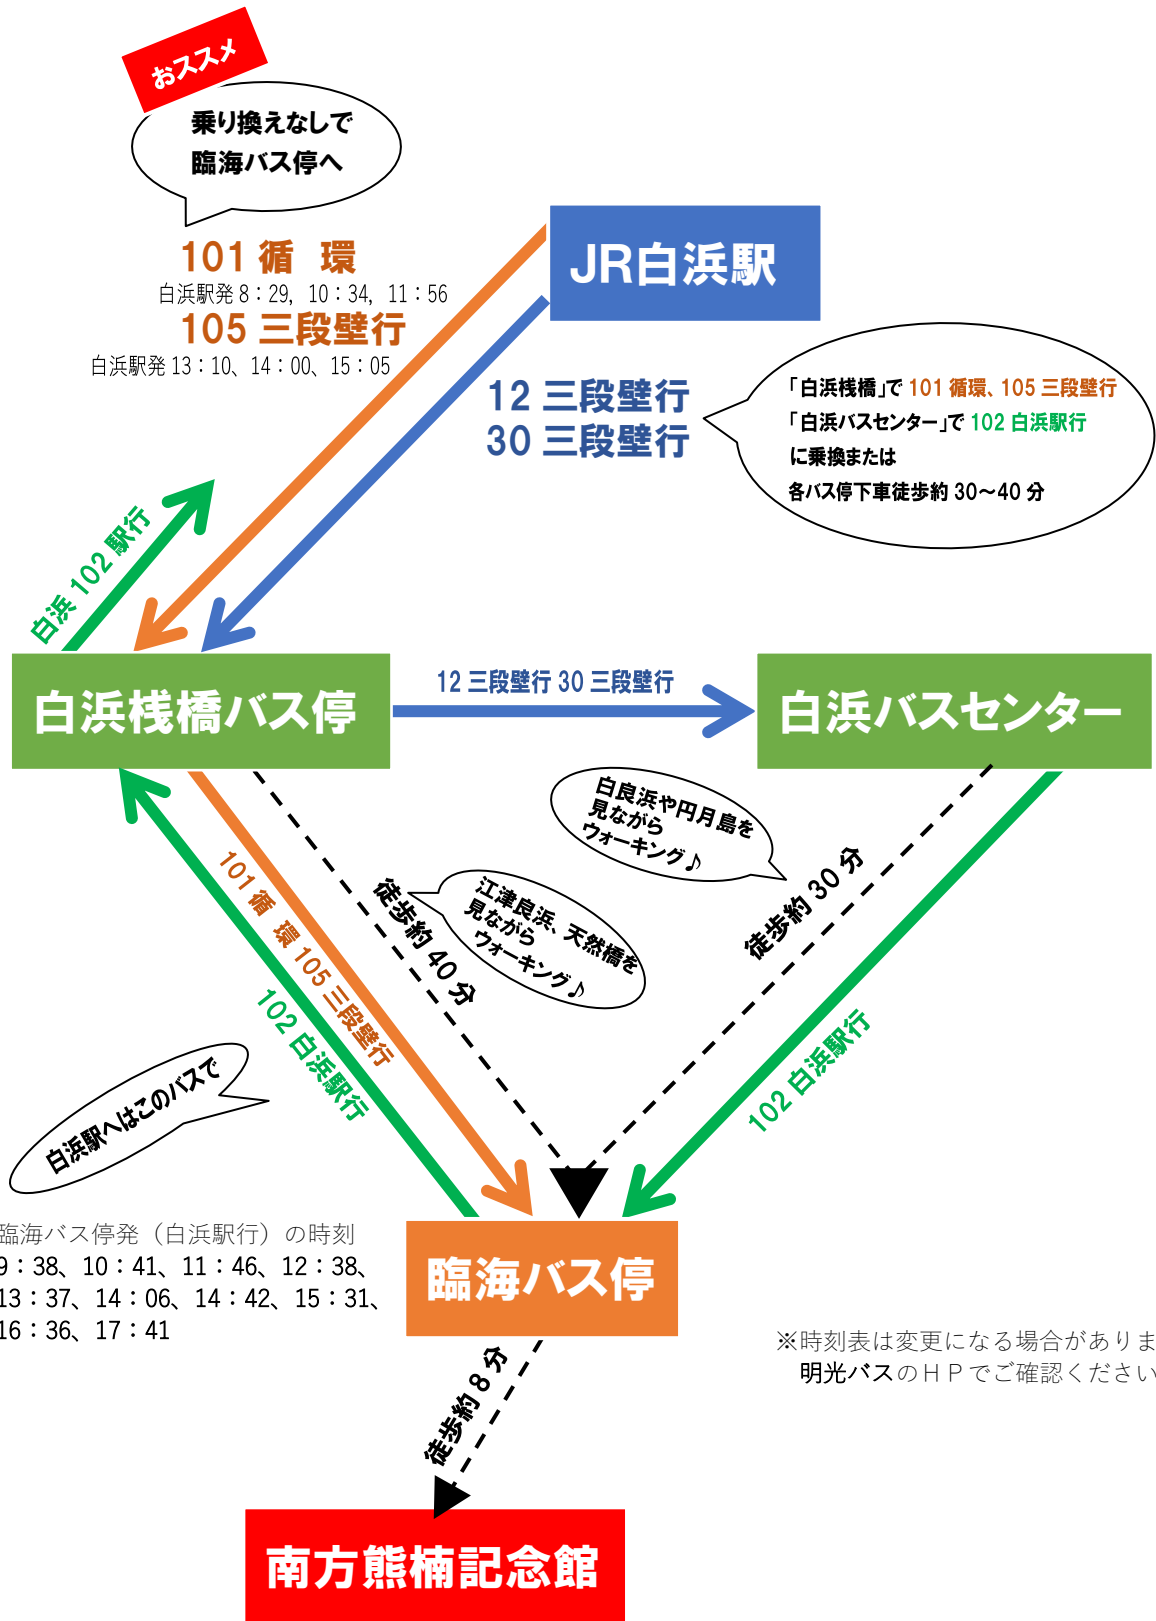 おススメ
乗り換えなしで
臨海バス停へ
101 循　環
白浜駅発 8：29，10：34，11：56
105 三段壁行
白浜駅発 13：10、14：00、15：05
JR白浜駅
12 三段壁行
30 三段壁行
「白浜桟橋」で 101 循環、105 三段壁行
「白浜バスセンター」で 102 白浜駅行
に乗換または
各バス停下車徒歩約 30～40 分
白浜 102 駅行
白浜桟橋バス停
12 三段壁行 30 三段壁行
白浜バスセンター
白良浜や円月島を
見ながら
ウォーキング♪
江津良浜、天然橋を
見ながら
ウォーキング♪
徒歩約 40 分
徒歩約 30 分
101 循　環 105 三段壁行
102 白浜駅行
102 白浜駅行
白浜駅へはこのバスで
臨海バス停発（白浜駅行）の時刻
9：38、10：41、11：46、12：38、
13：37、14：06、14：42、15：31、
16：36、17：41
臨海バス停
※時刻表は変更になる場合がありま
明光バスのＨＰでご確認ください
徒歩約 8 分
南方熊楠記念館